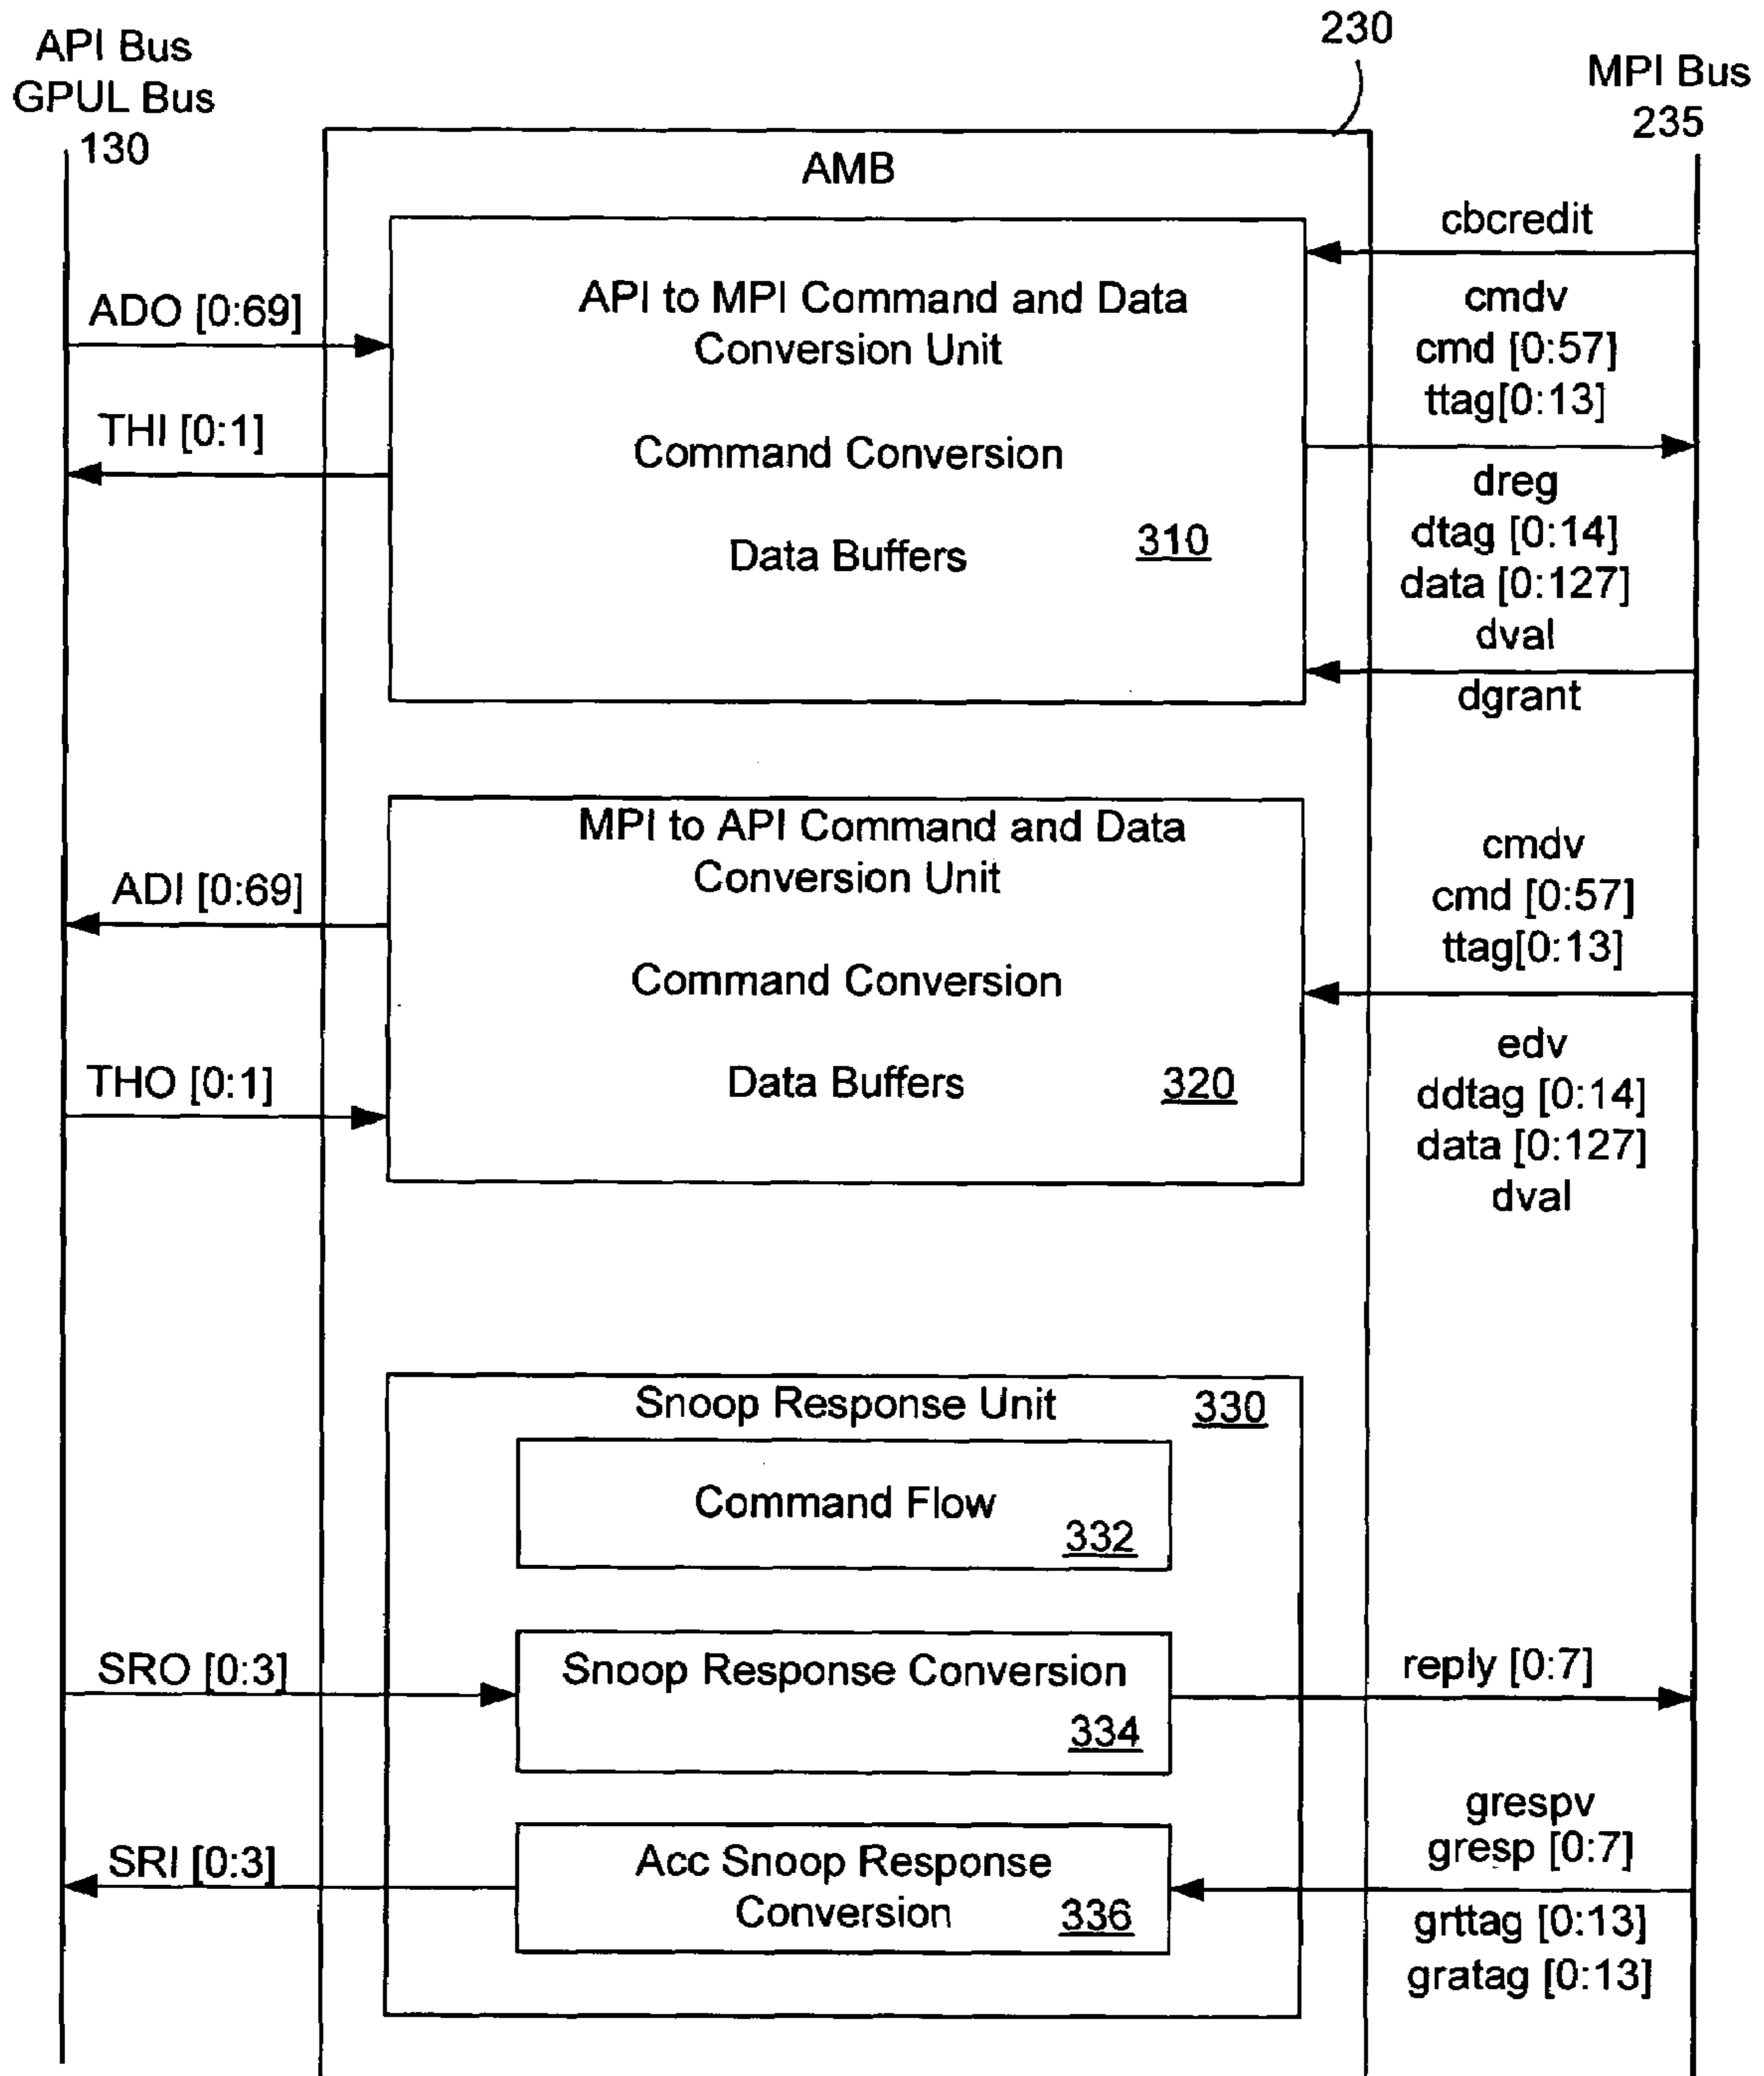 API Bus
GPUL Bus
130
230
MPI Bus
235
AMB
cbcredit
API to MPI Command and Data
Conversion Unit
Command Conversion
Data Buffers
310
ADO [0:69]
THI [0:1]
cmdv
cmd [0:57]
ttag[0:13]
dreg
dtag [0:14]
data [0:127]
dval
dgrant
MPI to API Command and Data
Conversion Unit
Command Conversion
Data Buffers
320
ADI [0:69]
THO [0:1]
cmdv
cmd [0:57]
ttag[0:13]
edv
ddtag [0:14]
data [0:127]
dval
Snoop Response Unit
330
Command Flow
332
SRO [0:3]
Snoop Response Conversion
334
reply [0:7]
SRI [0:3]
Acc Snoop Response
Conversion
336
grespv
gresp [0:7]
grttag [0:13]
gratag [0:13]